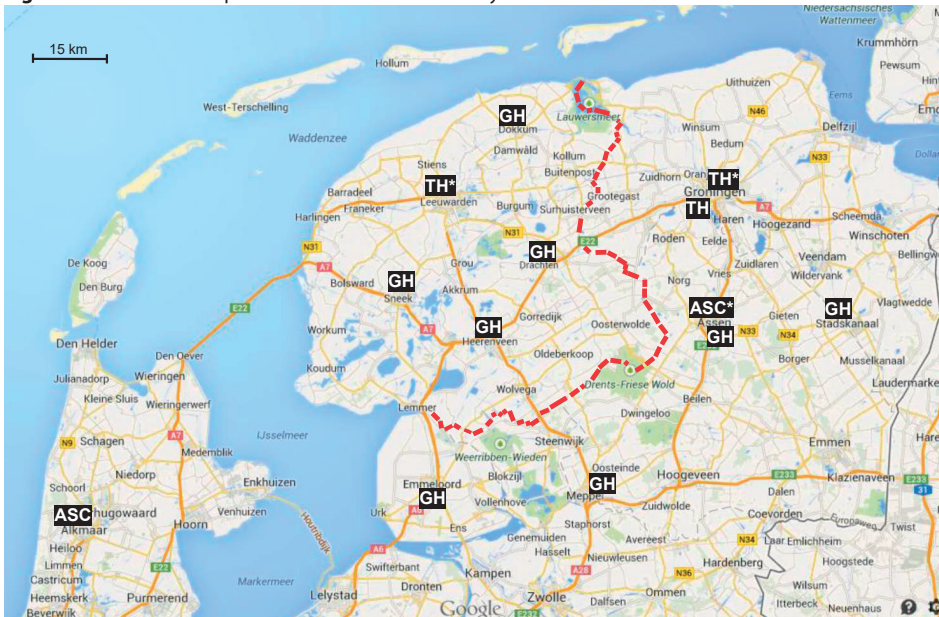 Niedersächsisches
Wattenmeer
Krummhörn
15 km
Hollum
Pewsum
Uithuizen
Eems
West-Terschelling
N46
GH
Dokkum
Lauwersmeer
Winsum
Delfzijl
Waddenzee
Damwâld
Bedum
Kollum
N33
Stiens
Buitenpost
Zuidhorn
TH*
TH*
Barradeel
Grootegast
Groningen
Leeuwarden
Franeker
Burgum
Surhuisterveen
TH
A7
Harlingen
Haren
Hoogezand
Scheemda
N31
N31
E22
Roden
Eelde
Winschoten
GH
De Koog
A7
Drachten
Zuidlaren
Veendam
Grou
Norg
Vries
Den Burg
Bolsward
GH
Wildervank
Sneek
Akkrum
ASC*
GH
Vlagtwedde
E22
Gorredijk
Gieten
Stadskanaal
Workum
GH
Oosterwolde
Assen
N33
A7
GH
N34
Den Helder
Heerenveen
Den Oever
Oldeberkoop
Borger
Musselkanaal
Koudum
Julianadorp
Wieringen
Drents-Friese Wold
Wolvega
Beilen
Kleine Sluis
Wieringerwerf
Lemmer
Dwingeloo
A7
N9
Schagen
IJsselmeer
Steenwijk
Emmen
Medemblik
Weerribben-Wieden
Oosteinde
Hoogeveen
E233
Klazienaveen
Niedorp
Enkhuizen
Emmeloord
Blokzijl
GH
Schoorl
GH
Meppel
Dalen
31
Vollenhove
Zuidwolde
ASC
Venhuizen
Urk
Coevorden
Hoorn
Ens
Staphorst
Twist
Alkmaar
Houtribdijk
Genemuiden
Avereest
N34
Laar
Emlichheim
Heiloo
A6
Hasselt
Nieuwleusen
Hardenberg
Limmen
Swifterbant
Hoogstede
E22
Castricum
Markermeer
Dronten
Kampen
A28
N36
Heemskerk
Purmerend
Lelystad
Google
Zwolle
Ommen
Wilsum
Beverwijk
E232
Dalfsen
Itterbeck
Neuenhaus